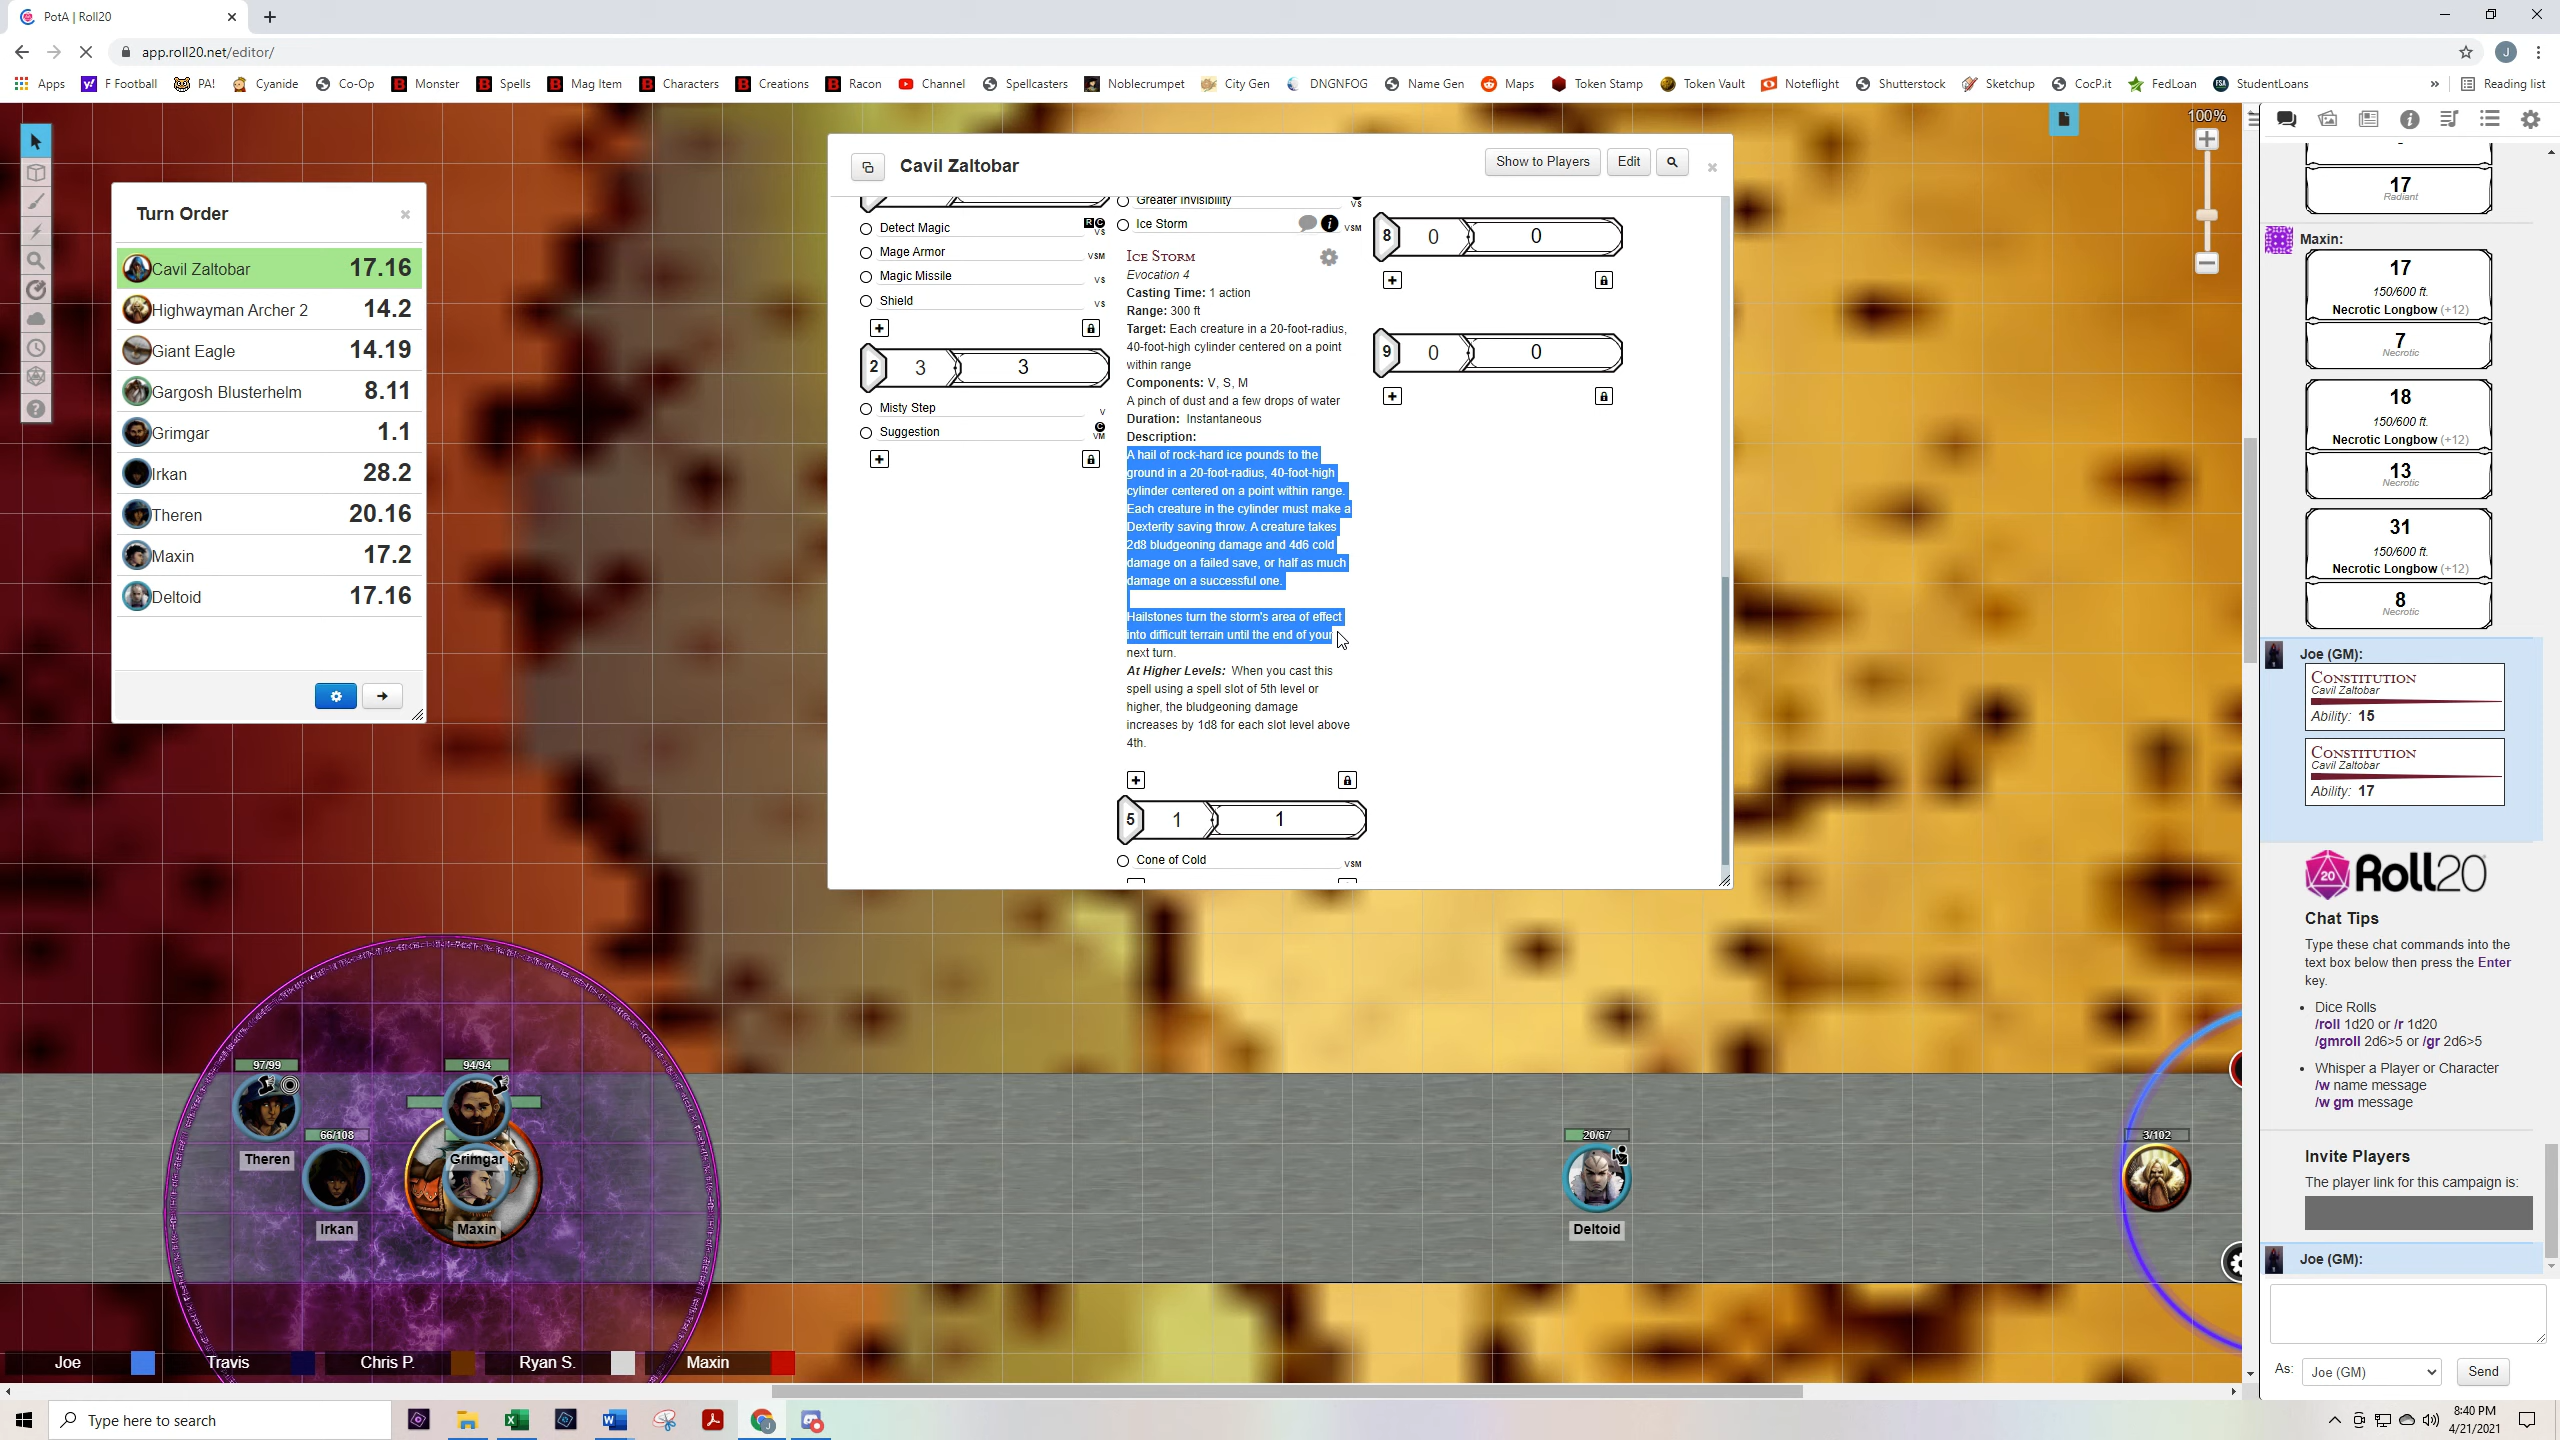 PotA | Roll20
app.roll20.net/editor/
Apps
F Football
PA!
Cyanide
Co-Op
Monster
Spells
Mag Item
Characters
Creations
Racon
Channel
Spellcasters
Noblecrumpet
City Gen
DNGNFOG
Name Gen
Maps
Token Stamp
Token Vault
Noteflight
Shutterstock
Sketchup
CocP.it
FedLoan
StudentLoans
Reading list
100%
Turn Order
Cavil Zaltobar 17.16
Highwayman Archer 2 14.2
Giant Eagle 14.19
Gargosh Blusterhelm 8.11
Grimgar 1.1
Irkan 28.2
Theren 20.16
Maxin 17.2
Deltoid 17.16
Cavil Zaltobar
Show to Players
Edit
Detect Magic
R C
VS
Mage Armor VSM
Magic Missile VS
Shield VS
2 3 3
Misty Step V
Suggestion
C
VM
Greater Invisibility VS
Ice Storm VSM
Ice Storm
Evocation 4
Casting Time: 1 action
Range: 300 ft
Target: Each creature in a 20-foot-radius,
40-foot-high cylinder centered on a point
within range
Components: V, S, M
A pinch of dust and a few drops of water
Duration: Instantaneous
Description:
A hail of rock-hard ice pounds to the
ground in a 20-foot-radius, 40-foot-high
cylinder centered on a point within range.
Each creature in the cylinder must make a
Dexterity saving throw. A creature takes
2d8 bludgeoning damage and 4d6 cold
damage on a failed save, or half as much
damage on a successful one.
Hailstones turn the storm's area of effect
into difficult terrain until the end of your
next turn.
At Higher Levels: When you cast this
spell using a spell slot of 5th level or
higher, the bludgeoning damage
increases by 1d8 for each slot level above
4th.
5 1 1
Cone of Cold VSM
8 0 0
9 0 0
97/99
Theren
66/108
Irkan
94/94
Grimgar
Maxin
20/67
Deltoid
3/102
Joe
Travis
Chris P.
Ryan S.
Maxin
17
Radiant
Maxin:
17
150/600 ft.
Necrotic Longbow (+12)
7
Necrotic
18
150/600 ft.
Necrotic Longbow (+12)
13
Necrotic
31
150/600 ft.
Necrotic Longbow (+12)
8
Necrotic
Joe (GM):
Constitution
Cavil Zaltobar
Ability: 15
Constitution
Cavil Zaltobar
Ability: 17
20 Roll20
Chat Tips
Type these chat commands into the
text box below then press the Enter
key.
• Dice Rolls
/roll 1d20 or /r 1d20
/gmroll 2d6>5 or /gr 2d6>5
• Whisper a Player or Character
/w name message
/w gm message
Invite Players
The player link for this campaign is:
Joe (GM):
As: Joe (GM)
Send
Type here to search
8:40 PM
4/21/2021